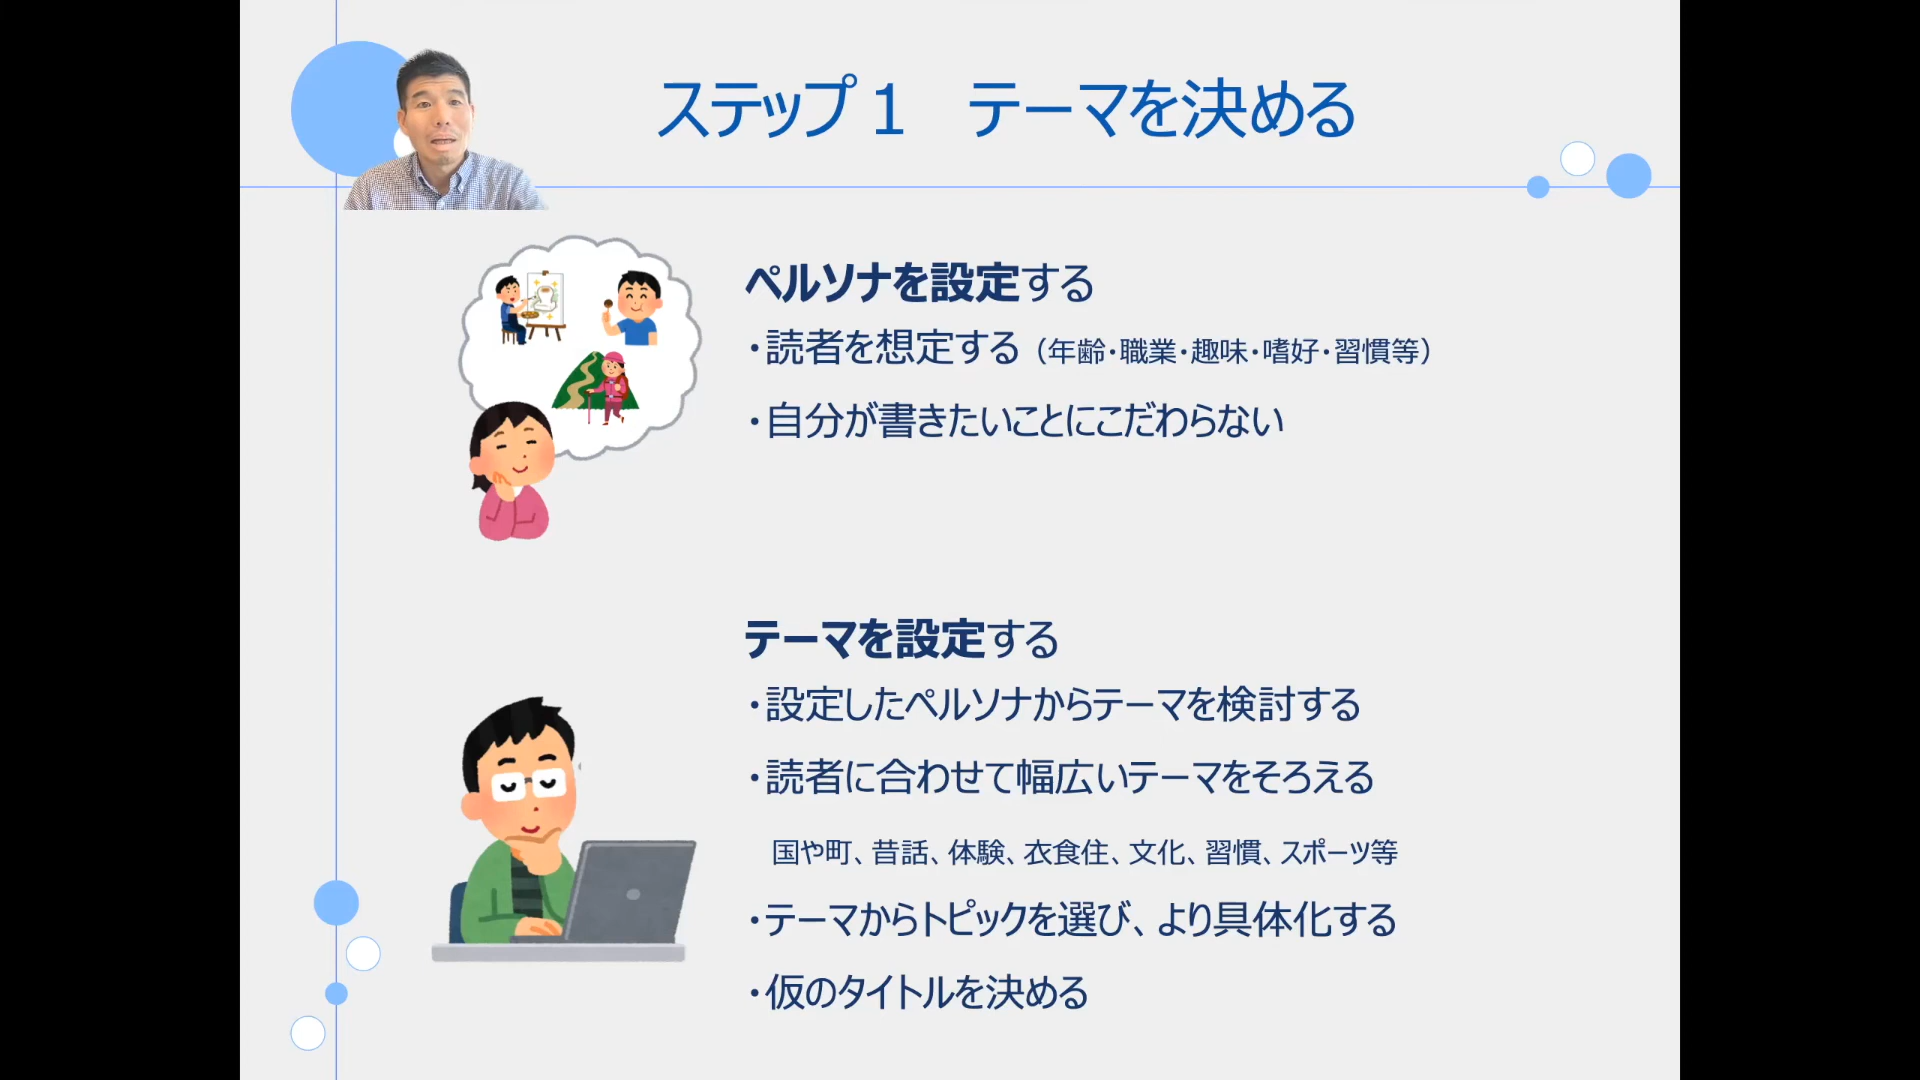 ステップ1　テーマを決める
ペルソナを設定する
・読者を想定する（年齢・職業・趣味・嗜好・習慣等）
・自分が書きたいことにこだわらない
テーマを設定する
・設定したペルソナからテーマを検討する
・読者に合わせて幅広いテーマをそろえる
国や町、昔話、体験、衣食住、文化、習慣、スポーツ等
・テーマからトピックを選び、より具体化する
・仮のタイトルを決める